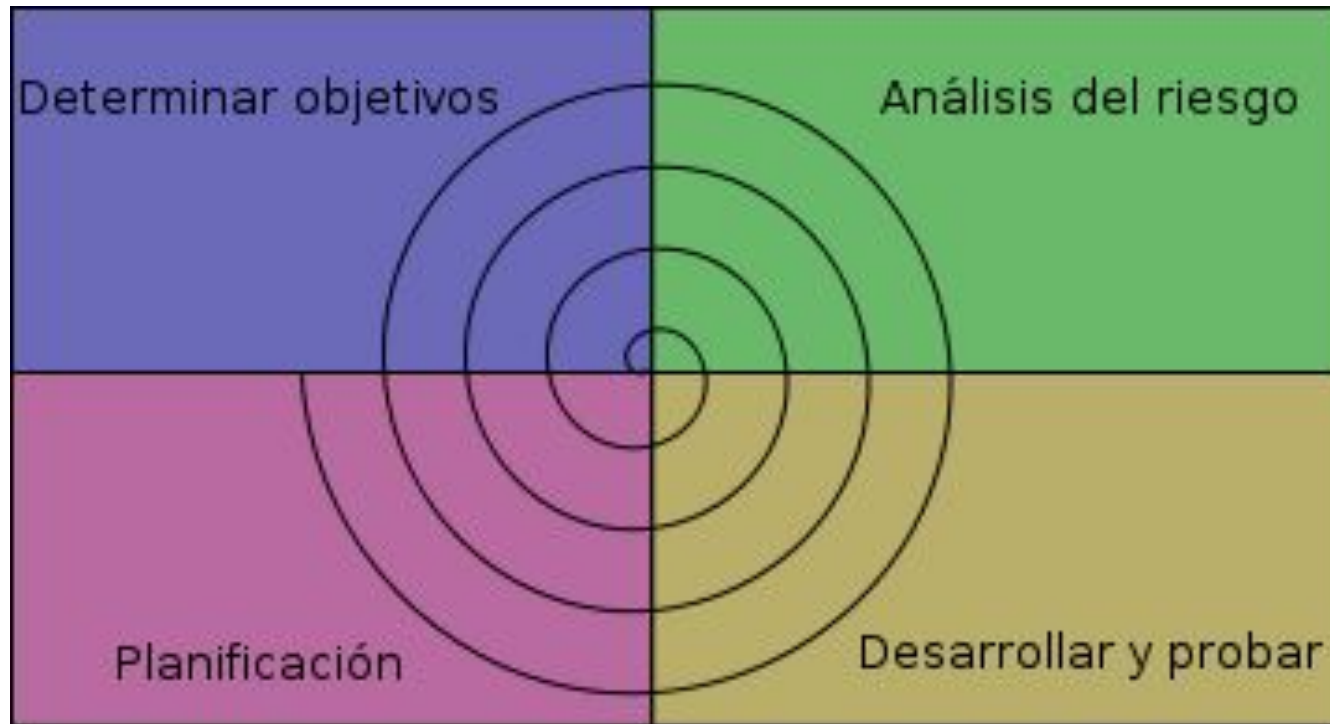 Determinar objetivos
Análisis del riesgo
Planificación
Desarrollar y probar